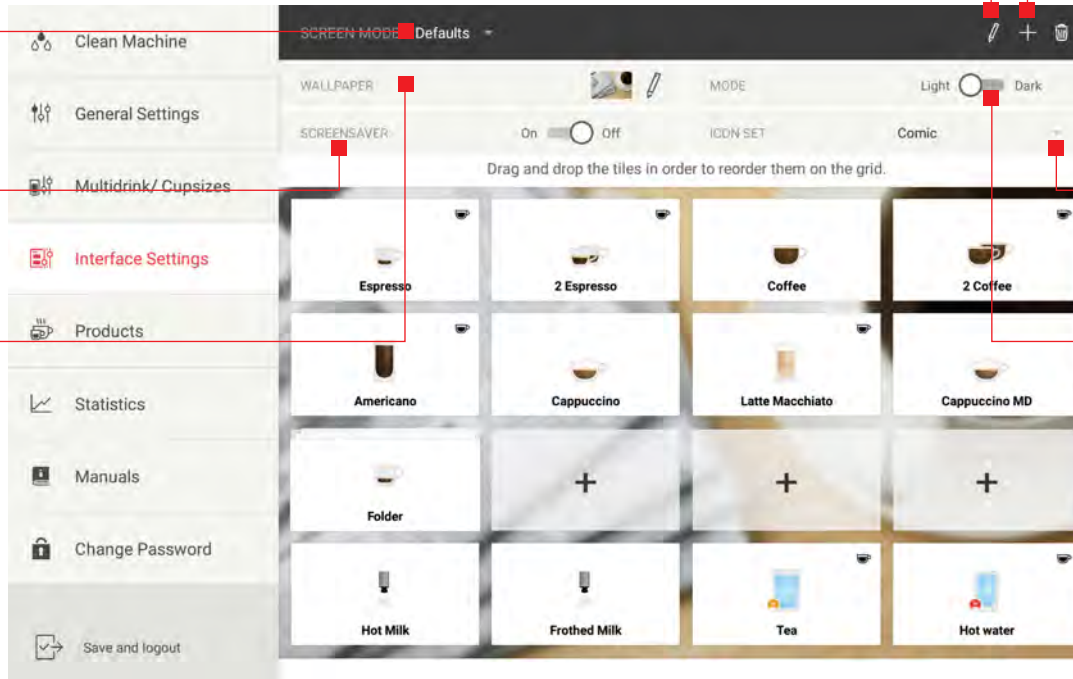 Clean Machine
General Settings
Multidrink/ Cupsizes
Interface Settings
Products
Statistics
Manuals
Change Password
Save and logout
SCREEN MODE Defaults
WALLPAPER
MODE Light Dark
SCREENSAVER On Off
ICON SET Comic
Drag and drop the tiles in order to reorder them on the grid.
Espresso 2 Espresso Coffee 2 Coffee
Americano Cappuccino Latte Macchiato Cappuccino MD
Folder + + +
Hot Milk Frothed Milk Tea Hot water